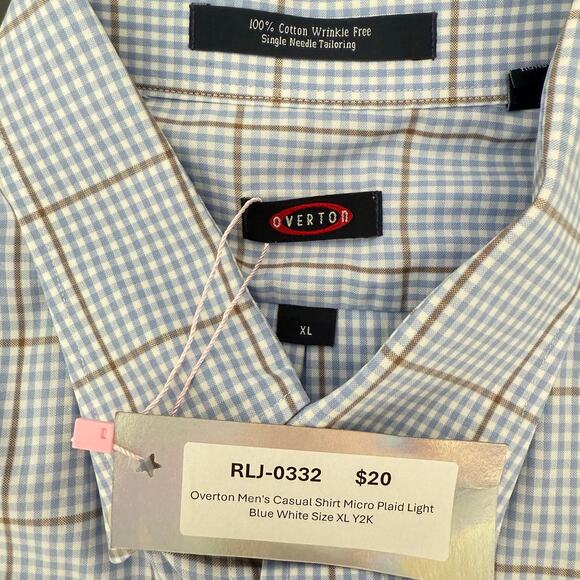 100% Cotton Wrinkle Free
Single Needle Tailoring
OVERTON
XL
RLJ-0332 $20
Overton Men's Casual Shirt Micro Plaid Light
Blue White Size XL Y2K